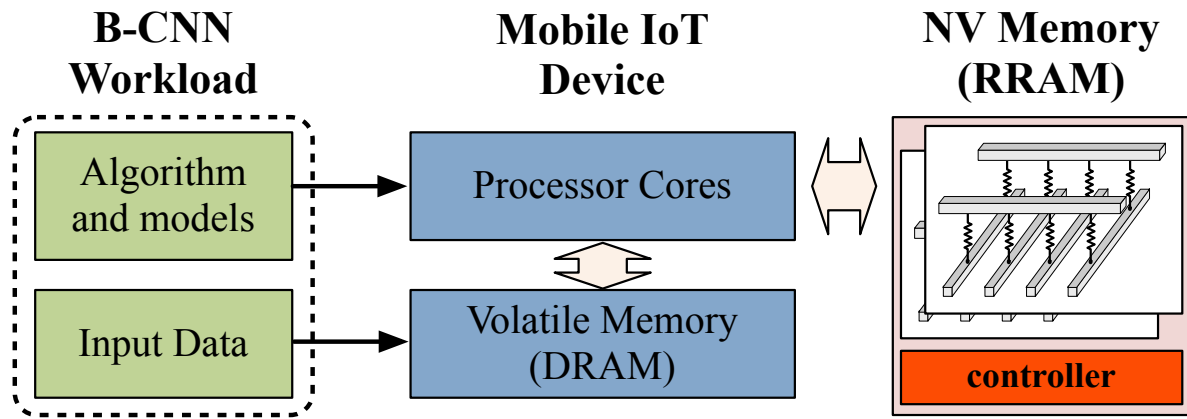 B-CNN
Workload
Mobile IoT
Device
NV Memory
(RRAM)
Algorithm
and models
Processor Cores
Input Data
Volatile Memory
(DRAM)
controller